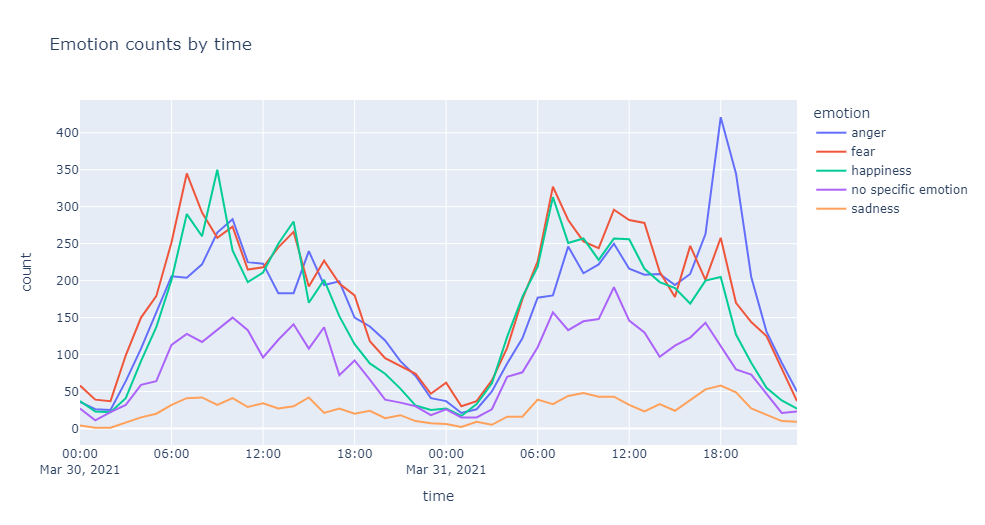 Emotion counts by time
emotion
anger
fear
happiness
no specific emotion
sadness
count
400
350
300
250
200
150
100
50
0
00:00 06:00 12:00 18:00 00:00 06:00 12:00 18:00
Mar 30, 2021 Mar 31, 2021
time